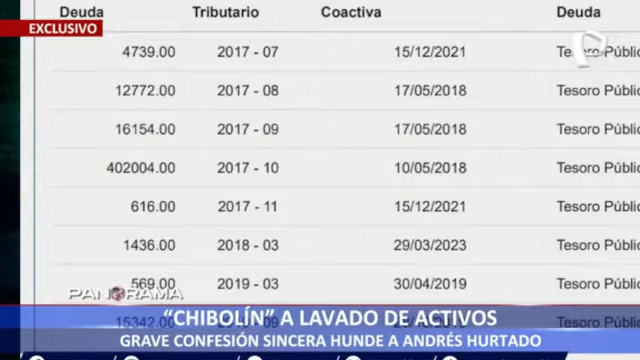 Deuda Tributario Coactiva Deuda
EXCLUSIVO
4739.00 2017 - 07 15/12/2021 Tesoro Públic
12772.00 2017 - 08 17/05/2018 Tesoro Públic
16154.00 2017 - 09 17/05/2018 Tesoro Públic
402004.00 2017 - 10 10/05/2018 Tesoro Públic
616.00 2017 - 11 15/12/2021 Tesoro Públic
1436.00 2018 - 03 29/03/2023 Tesoro Públic
569.00 2019 - 03 30/04/2019 Tesoro Públic
PANORAMA
“CHIBOLÍN” A LAVADO DE ACTIVOS
15342.00
GRAVE CONFESIÓN SINCERA HUNDE A ANDRÉS HURTADO